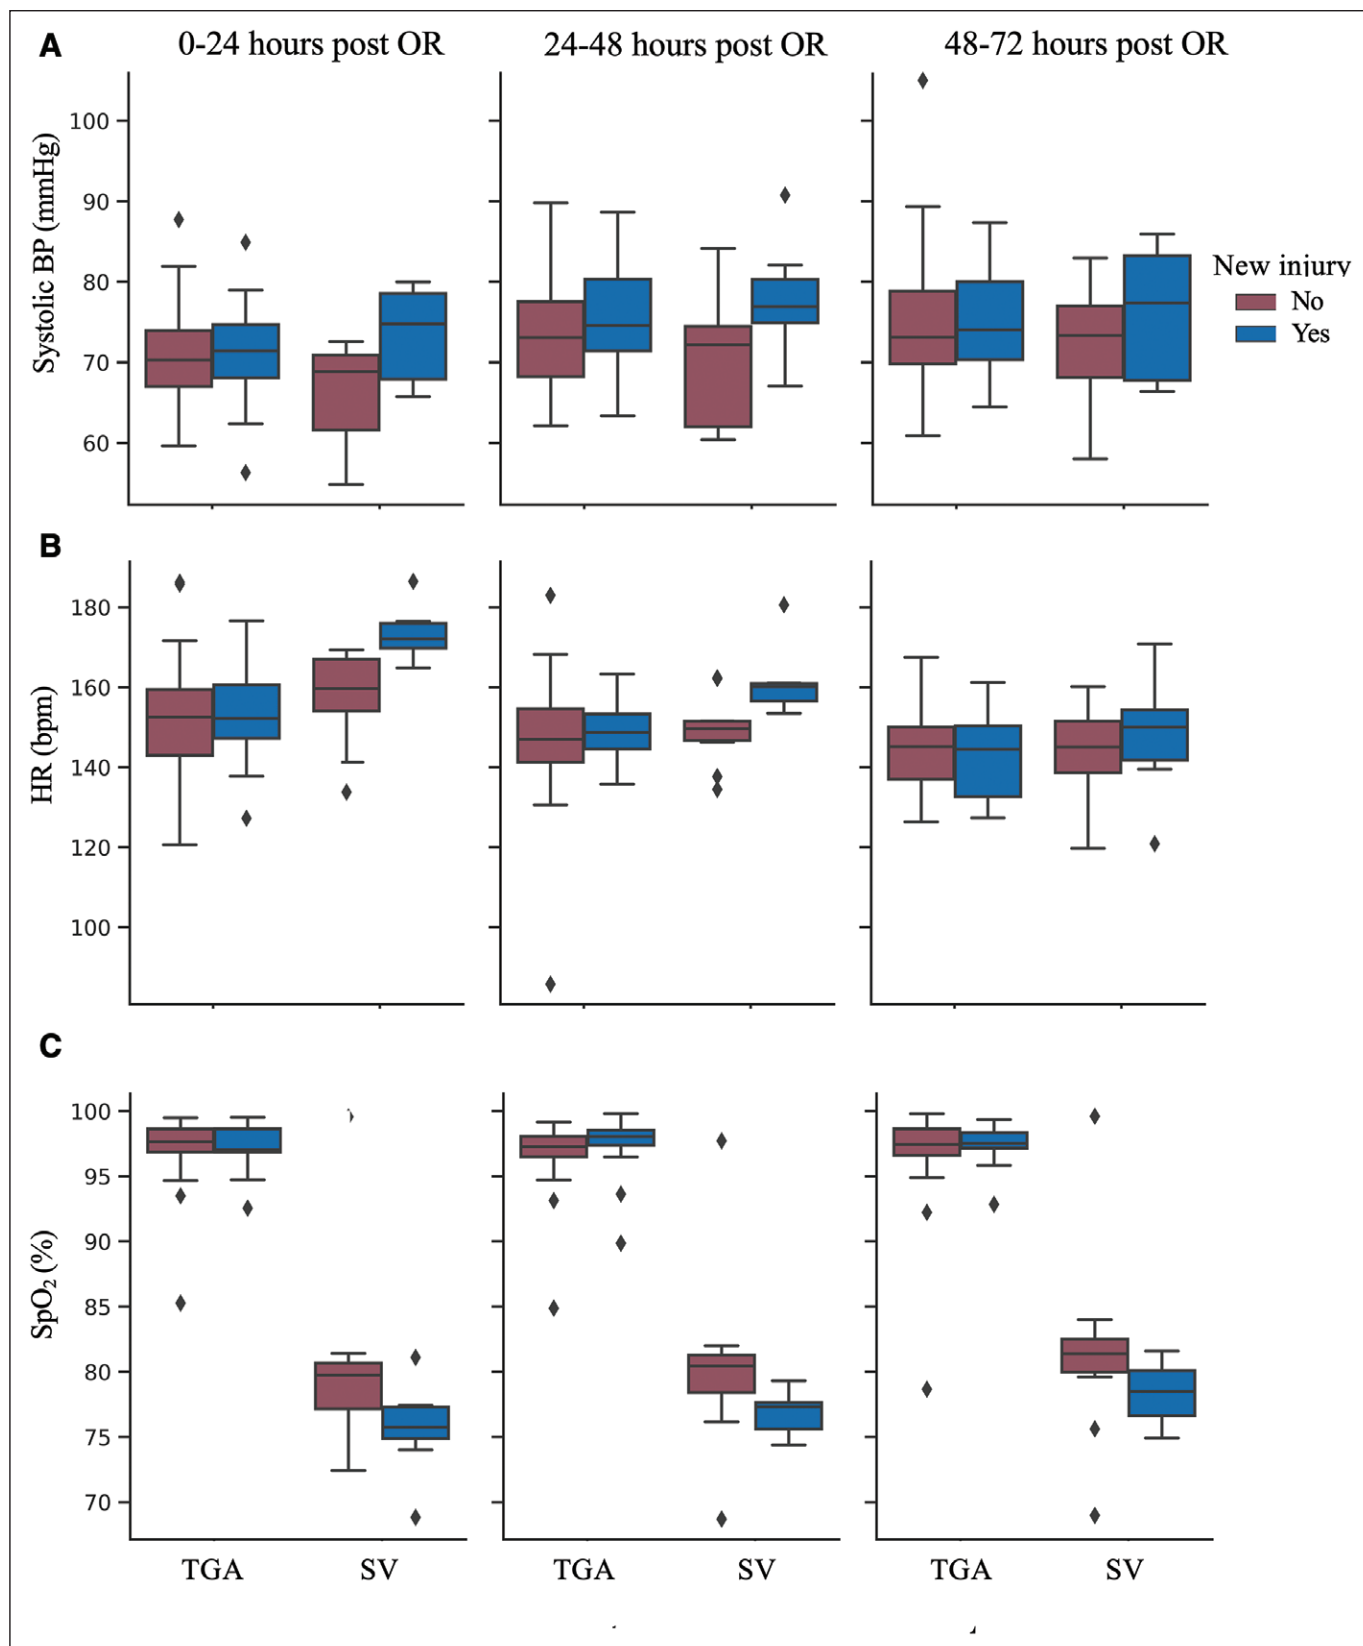 A
0-24 hours post OR
24-48 hours post OR
48-72 hours post OR
Systolic BP (mmHg)
100
90
80
70
60
New injury
No
Yes
B
HR (bpm)
180
160
140
120
100
C
SpO₂ (%)
100
95
90
85
80
75
70
TGA
SV
TGA
SV
TGA
SV